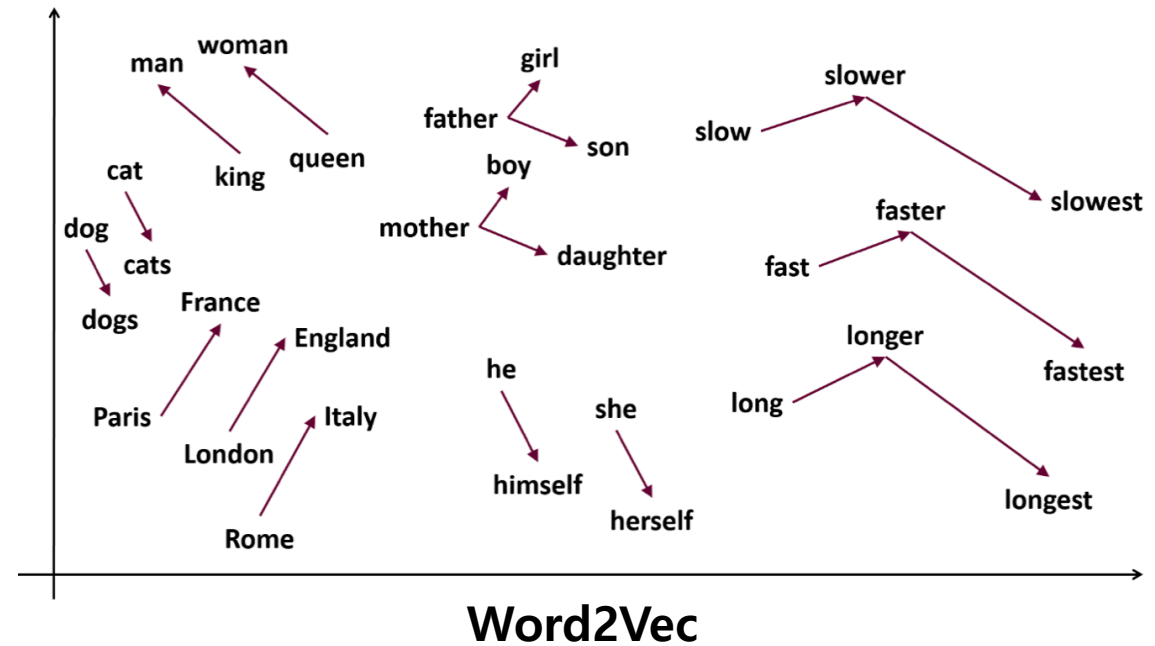 woman
man
girl
slower
father
slow
son
queen
boy
cat
king
slowest
faster
dog
mother
daughter
cats
fast
France
dogs
England
longer
he
fastest
Paris
Italy
she
long
London
himself
longest
herself
Rome
Word2Vec